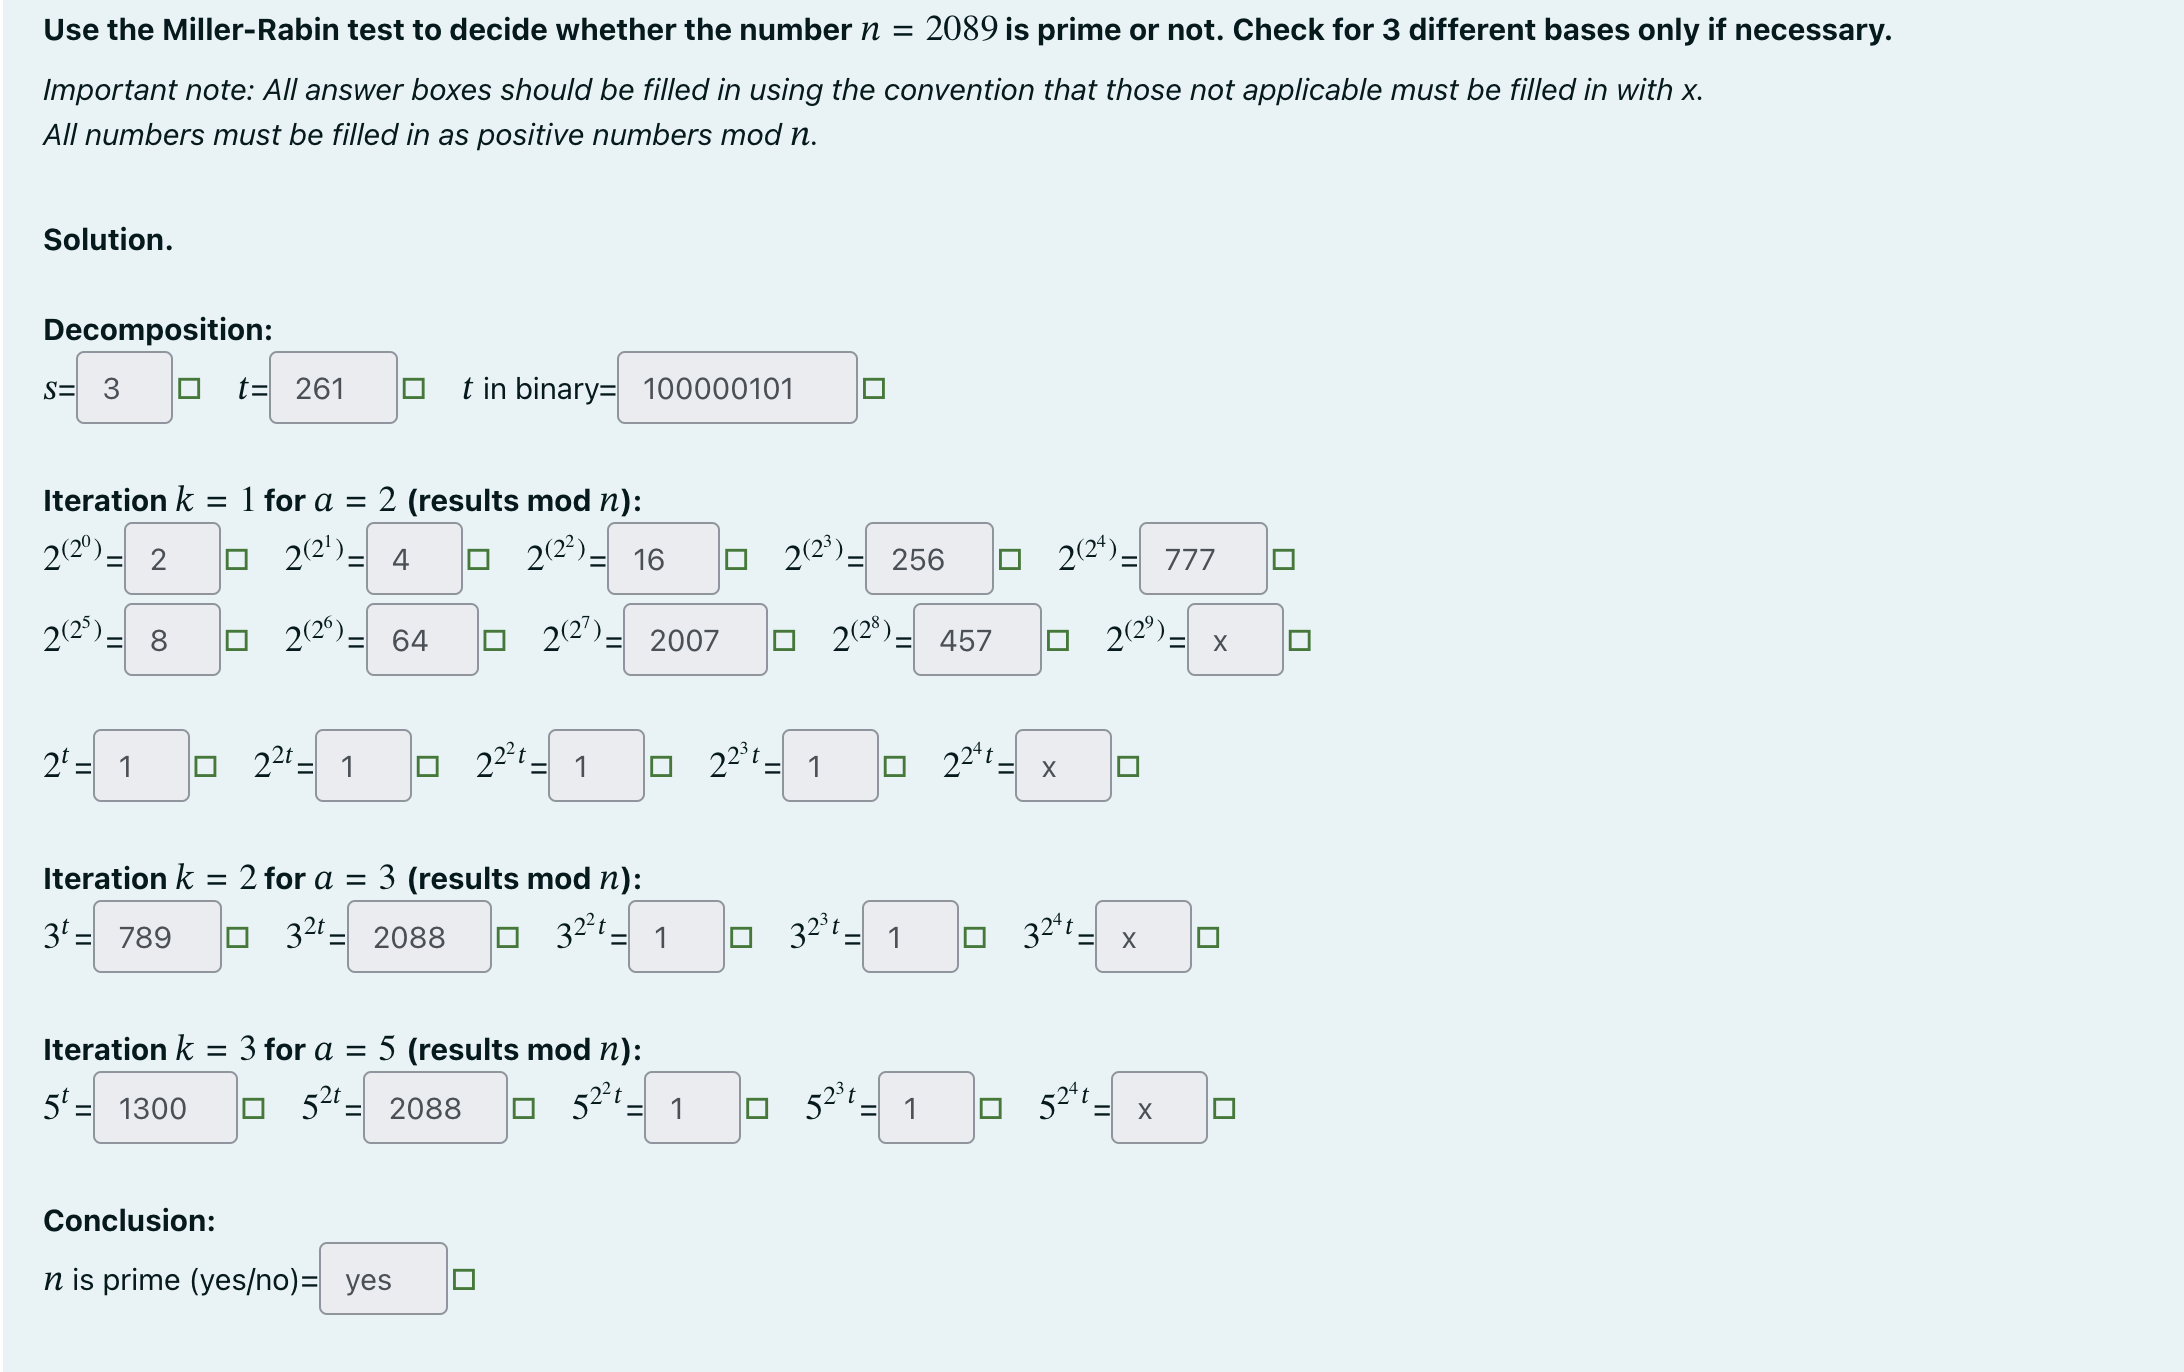 Use the Miller-Rabin test to decide whether the number n = 2089 is prime or not. Check for 3 different bases only if necessary.
Important note: All answer boxes should be filled in using the convention that those not applicable must be filled in with x.
All numbers must be filled in as positive numbers mod n.
Solution.
Decomposition:
s= 3 □ t= 261 □ t in binary= 100000101 □
Iteration k = 1 for a = 2 (results mod n):
2^(2^0)= 2 □ 2^(2^1)= 4 □ 2^(2^2)= 16 □ 2^(2^3)= 256 □ 2^(2^4)= 777 □
2^(2^5)= 8 □ 2^(2^6)= 64 □ 2^(2^7)= 2007 □ 2^(2^8)= 457 □ 2^(2^9)= x □
2^t= 1 □ 2^{2t}= 1 □ 2^{2^2 t}= 1 □ 2^{2^3 t}= 1 □ 2^{2^4 t}= x □
Iteration k = 2 for a = 3 (results mod n):
3^t= 789 □ 3^{2t}= 2088 □ 3^{2^2 t}= 1 □ 3^{2^3 t}= 1 □ 3^{2^4 t}= x □
Iteration k = 3 for a = 5 (results mod n):
5^t= 1300 □ 5^{2t}= 2088 □ 5^{2^2 t}= 1 □ 5^{2^3 t}= 1 □ 5^{2^4 t}= x □
Conclusion:
n is prime (yes/no)= yes □